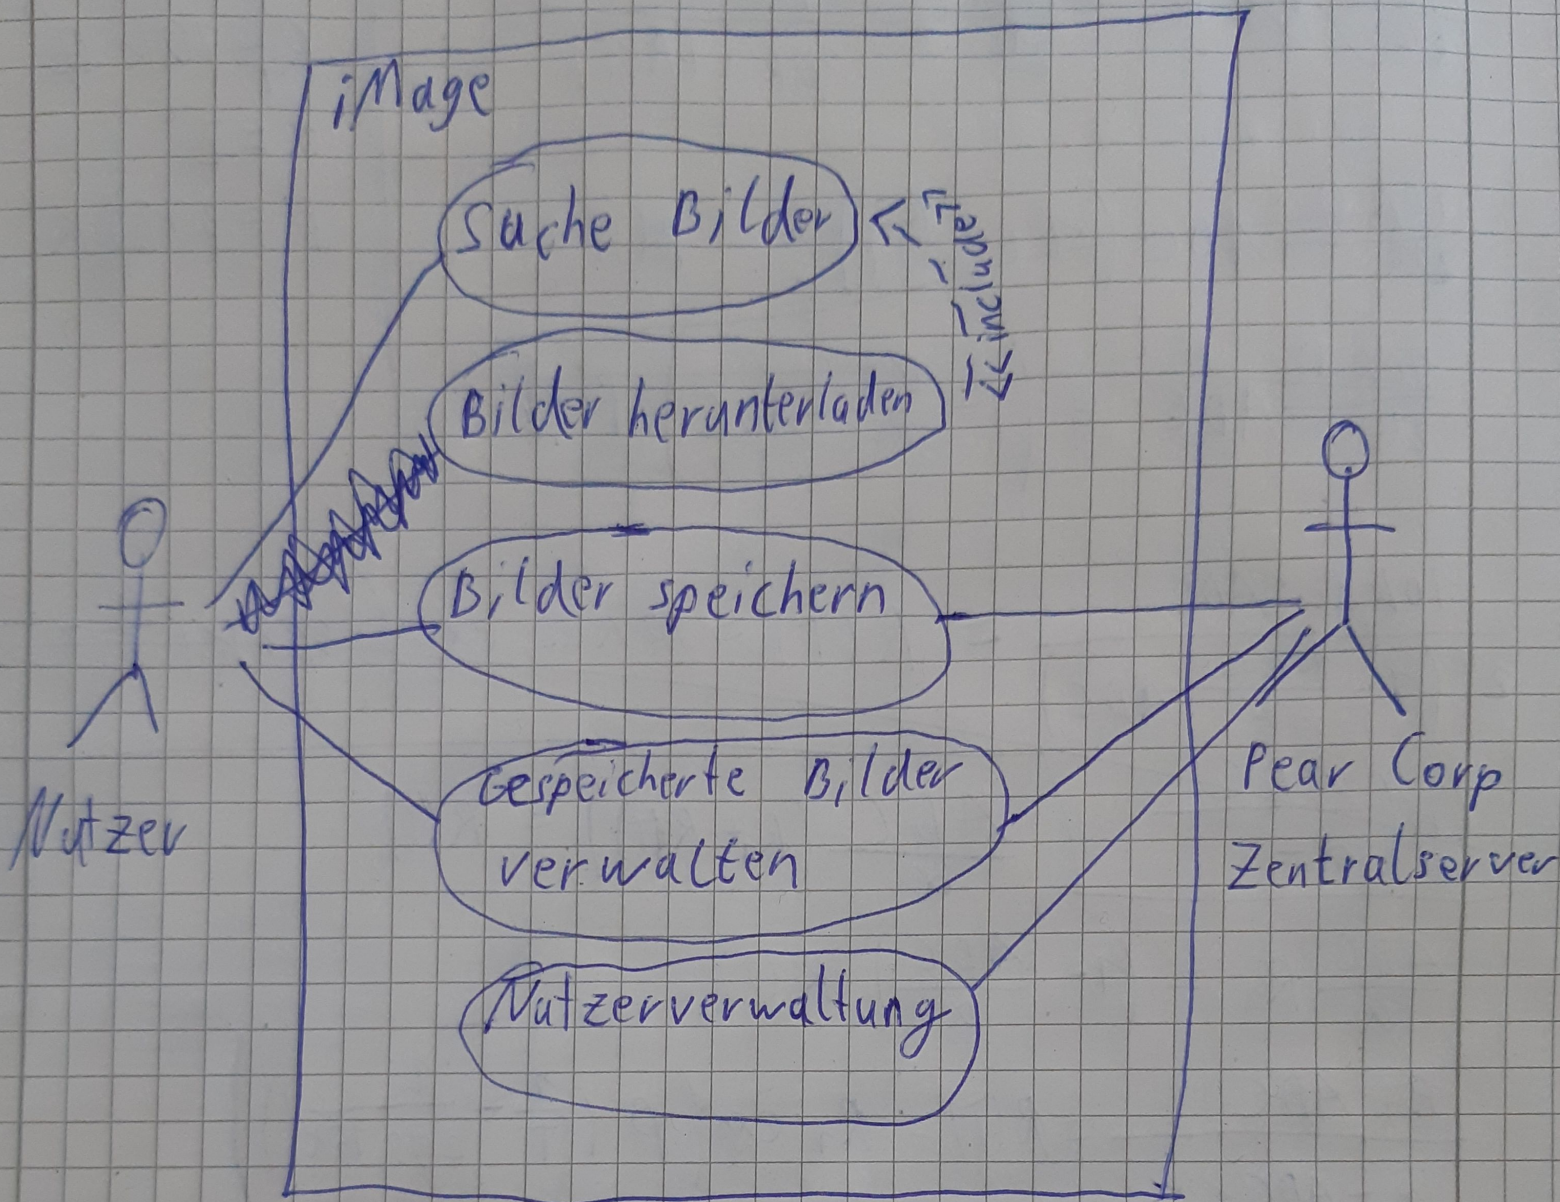 iMage
Suche Bilder
<<include>>
Bilder herunterladen
Bilder speichern
Gespeicherte Bilder
verwalten
Nutzerverwaltung
Nutzer
Pear Corp
Zentralserver